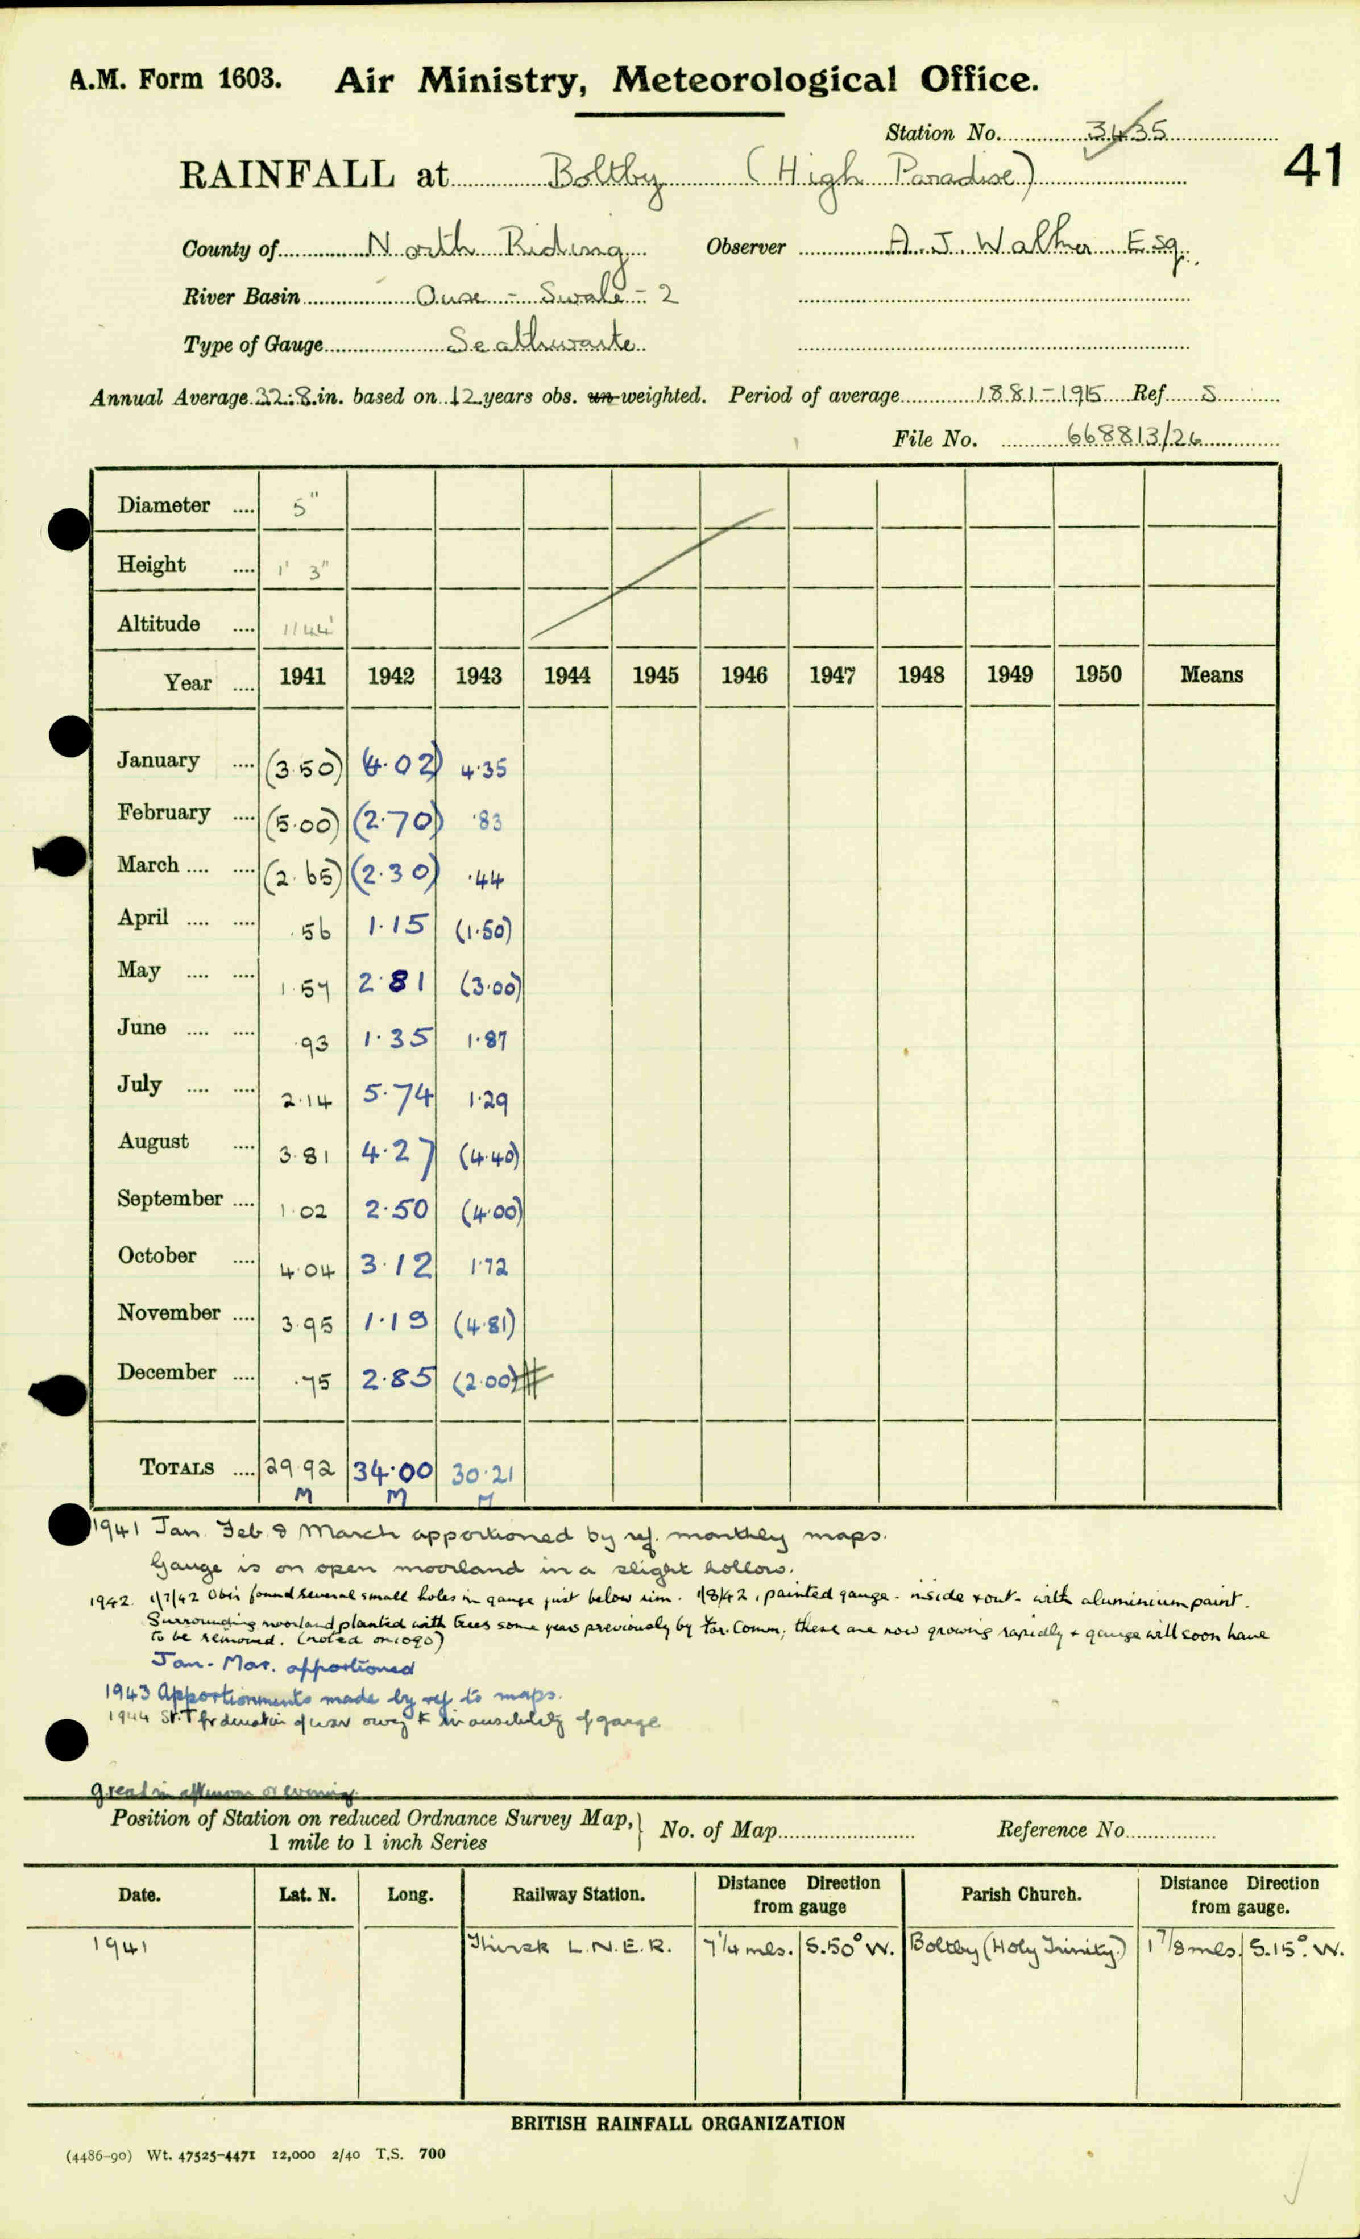 A.M. Form 1603. Air Ministry, Meteorological Office.
Station No. 3435
41
RAINFALL at Boltby (High Paradise)
County of North Riding Observer A. J. Walker Esq.
River Basin Ouse - Swale - 2
Type of Gauge Seathwaite
Annual Average 32.8 in. based on 12 years obs. un-weighted. Period of average 1881-1915 Ref S
File No. 668813/26
Diameter .... 5"
Height .... 1' 3"
Altitude .... 1144'
Year .... 1941 1942 1943 1944 1945 1946 1947 1948 1949 1950 Means
January .... (3.50) (4.02) 4.35
February .... (5.00) (2.70) .83
March .... .... (2.65) (2.30) .44
April .... .... .56 1.15 (1.50)
May .... .... 1.57 2.81 (3.00)
June .... .... .93 1.35 1.87
July .... .... 2.14 5.74 1.29
August .... 3.81 4.27 (4.40)
September .... 1.02 2.50 (4.00)
October .... 4.04 3.12 1.72
November .... 3.95 1.19 (4.81)
December .... .75 2.85 (2.00)
TOTALS .... 29.92 34.00 30.21
M M M
1941 Jan. Feb. & March apportioned by ref. monthly maps.
Gauge is on open moorland in a slight hollow.
1942. 1/7/42 Obs'r found several small holes in gauge just below rim. 1/8/42, painted gauge - inside & out - with aluminium paint.
Surrounding moorland planted with trees some years previously by For. Comm; these are now growing rapidly & gauge will soon have
to be removed. (noted on 1090)
Jan - Mar. apportioned
1943 Apportionments made by ref to maps.
1944 St. T for duration of war owing to inaccessibility of gauge
g. read in afternoon or evening
Position of Station on reduced Ordnance Survey Map, 1 mile to 1 inch Series } No. of Map Reference No
Date. Lat. N. Long. Railway Station. Distance Direction from gauge Parish Church. Distance Direction from gauge.
1941 Thirsk L.N.E.R. 7 1/4 mls. S.50° W. Boltby (Holy Trinity) 1 7/8 mls. S.15° W.
BRITISH RAINFALL ORGANIZATION
(4486-90) Wt. 47525-4471 12,000 2/40 T.S. 700